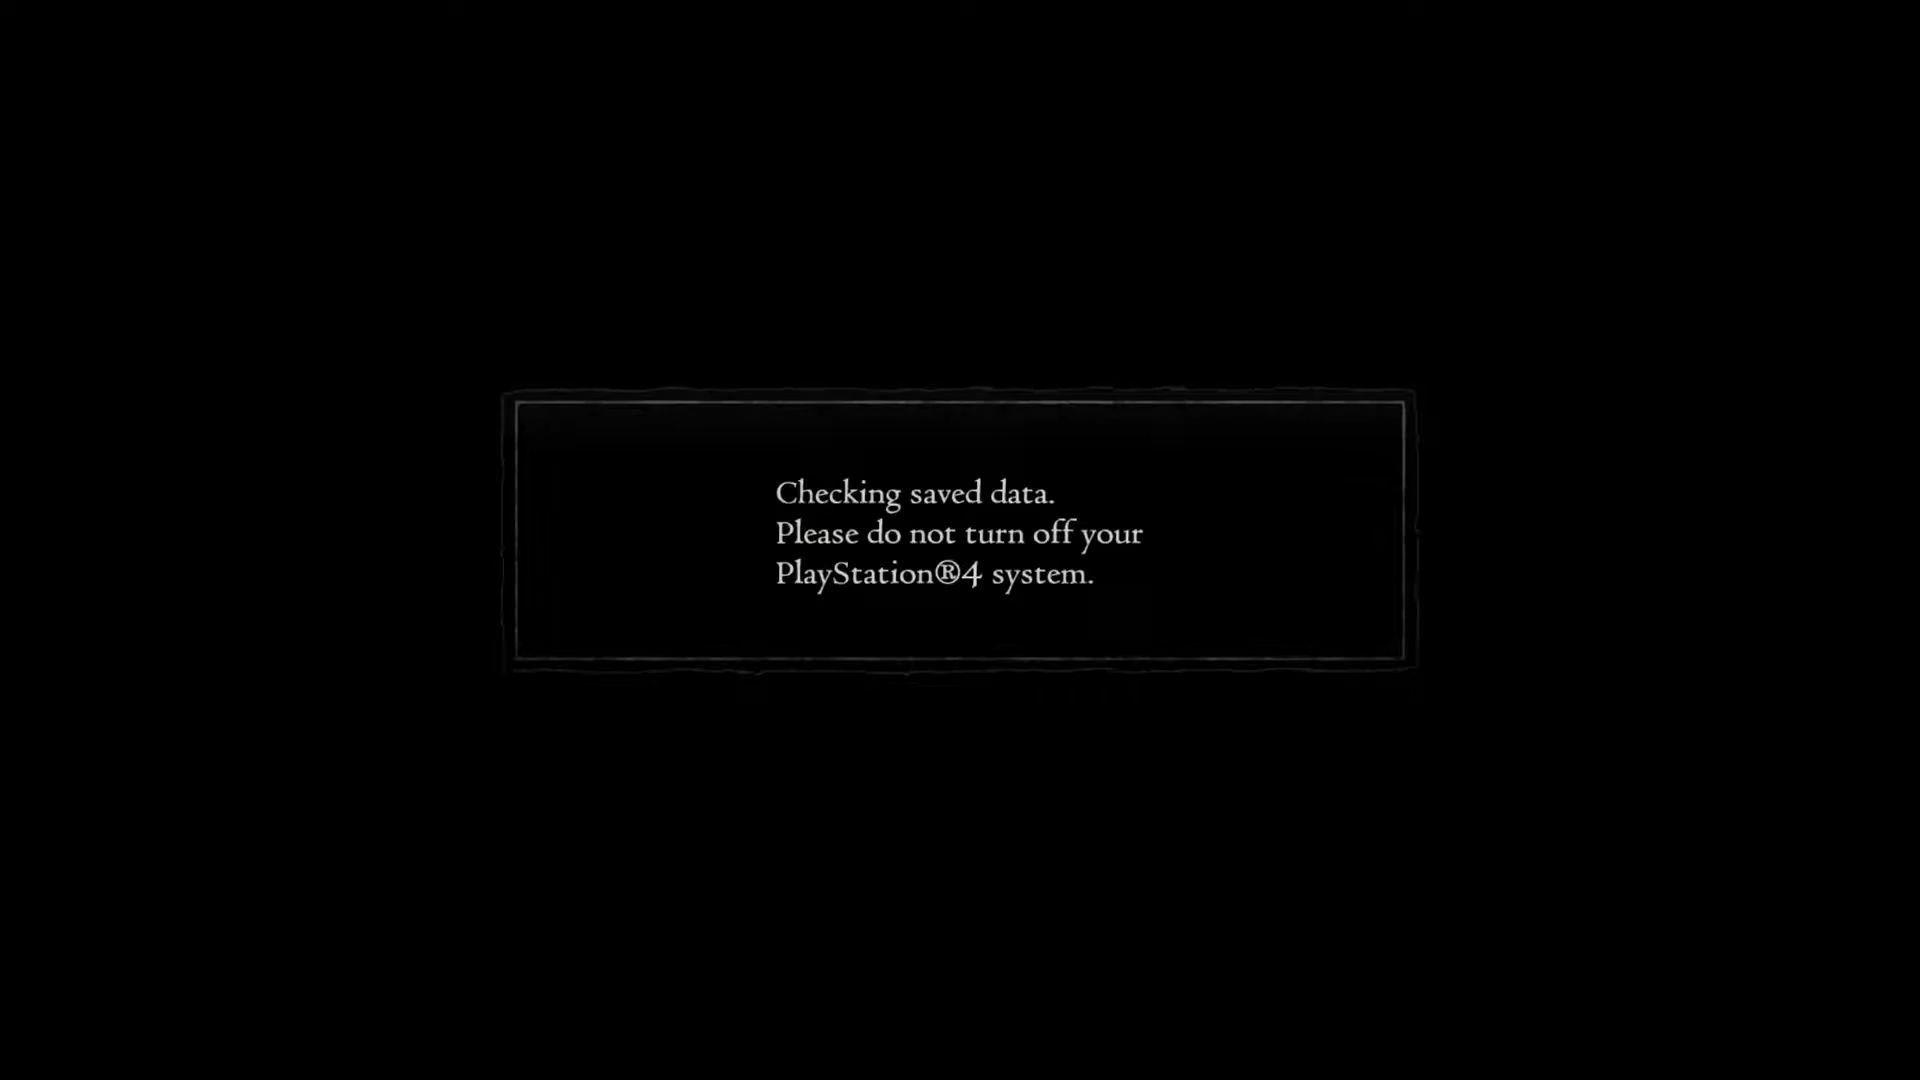 Checking saved data.
Please do not turn off your
PlayStation®4 system.